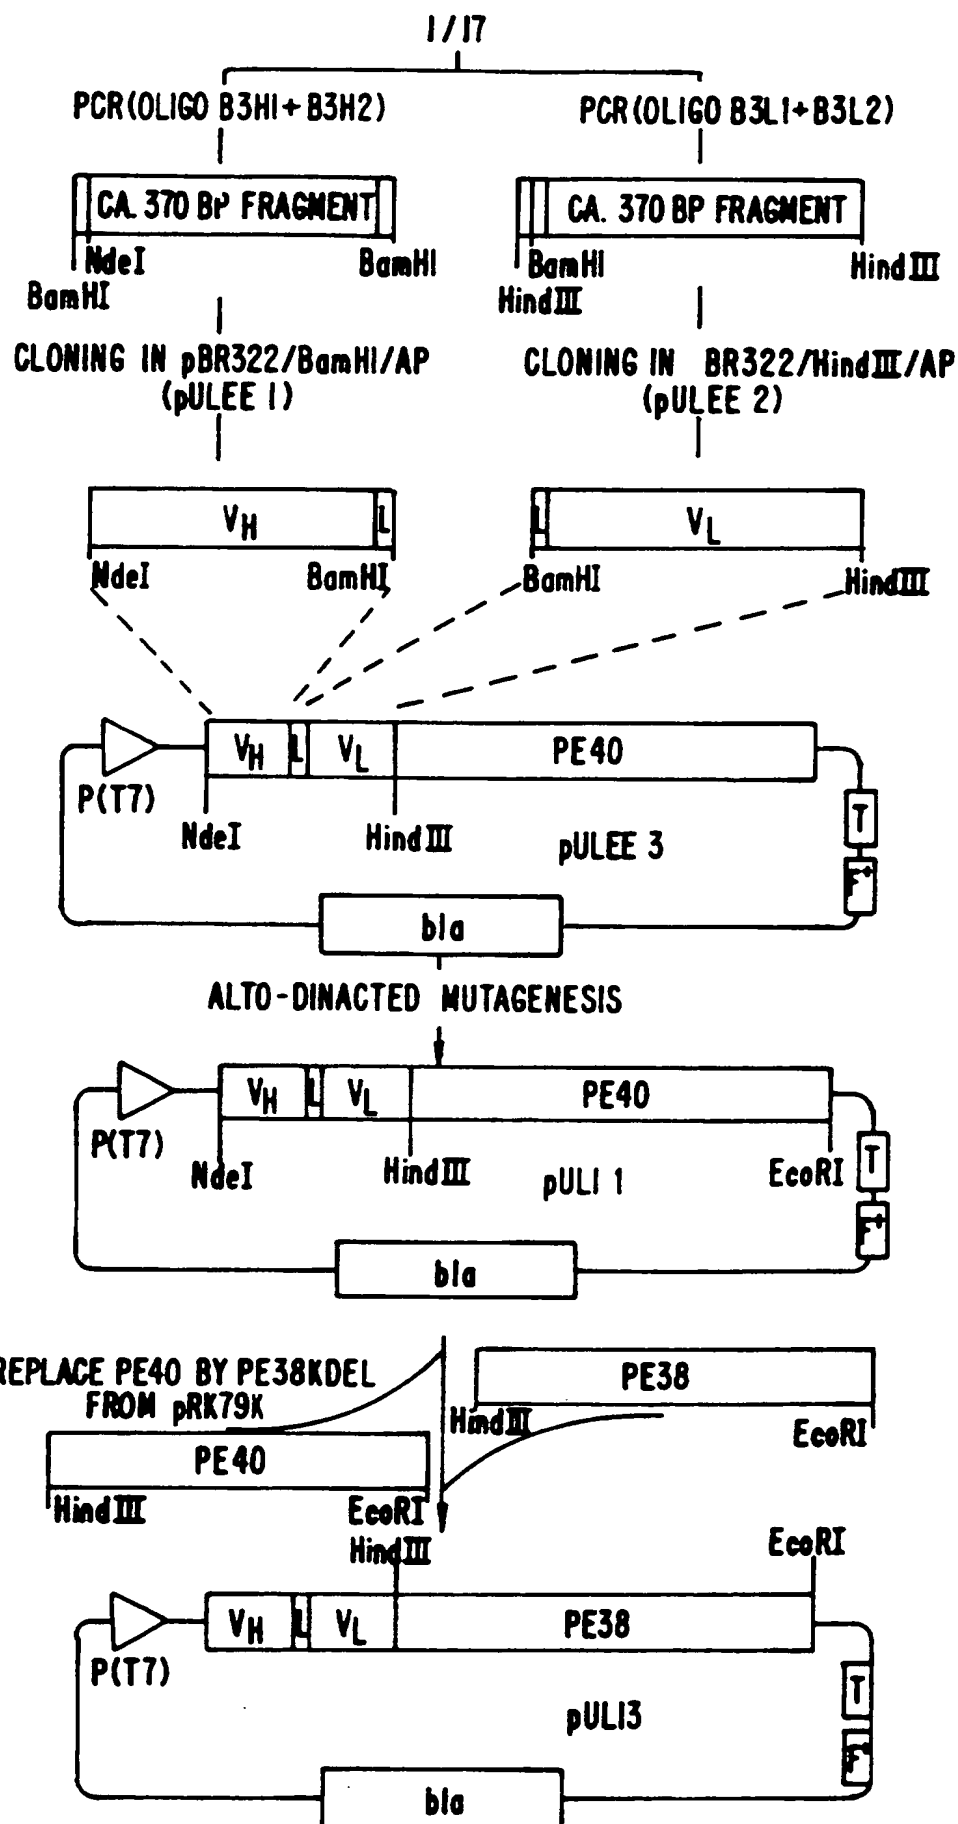 1/17
PCR(OLIGO B3H1+B3H2)
PCR(OLIGO B3L1+B3L2)
CA. 370 BP FRAGMENT
CA. 370 BP FRAGMENT
NdeI
BamHI
BamHI
BamHI
HindIII
HindIII
CLONING IN pBR322/BamHI/AP
(pULEE 1)
CLONING IN BR322/HindIII/AP
(pULEE 2)
VH
L
L
VL
NdeI
BamHI
BamHI
HindIII
VH
L
VL
PE40
P(T7)
NdeI
HindIII
pULEE 3
T
F+
bla
ALTO-DINACTED MUTAGENESIS
VH
L
VL
PE40
P(T7)
NdeI
HindIII
pULI 1
EcoRI
T
F+
bla
REPLACE PE40 BY PE38KDEL
FROM pRK79K
PE38
HindIII
EcoRI
PE40
HindIII
EcoRI
HindIII
EcoRI
VH
L
VL
PE38
P(T7)
pULI3
T
F+
bla